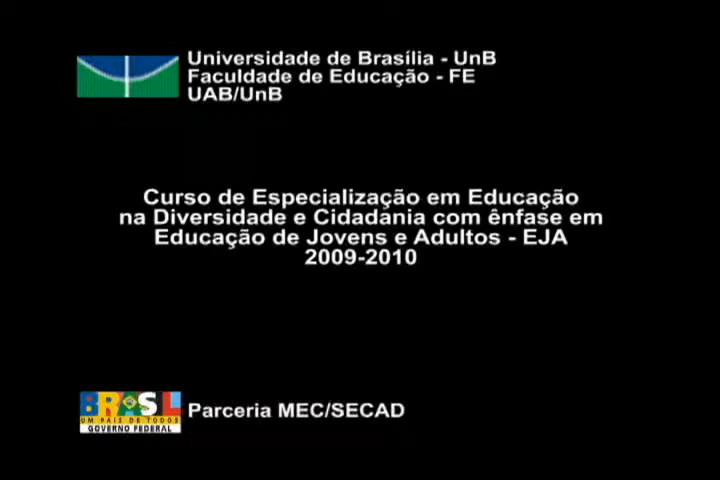 Universidade de Brasília - UnB
Faculdade de Educação - FE
UAB/UnB
Curso de Especialização em Educação
na Diversidade e Cidadania com ênfase em
Educação de Jovens e Adultos - EJA
2009-2010
BRASIL
UM PAÍS DE TODOS
GOVERNO FEDERAL
Parceria MEC/SECAD